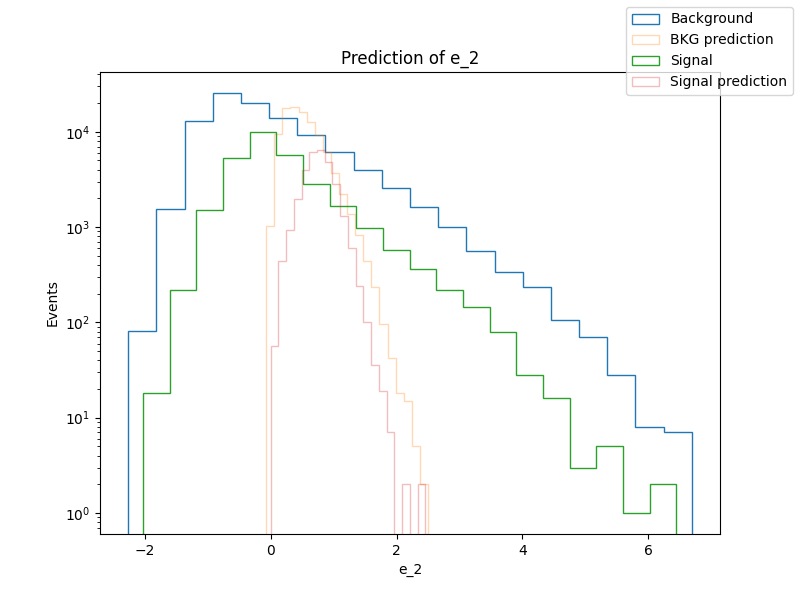 Prediction of e_2
Background
BKG prediction
Signal
Signal prediction
Events
10⁴
10³
10²
10¹
10⁰
−2
0
2
4
6
e_2